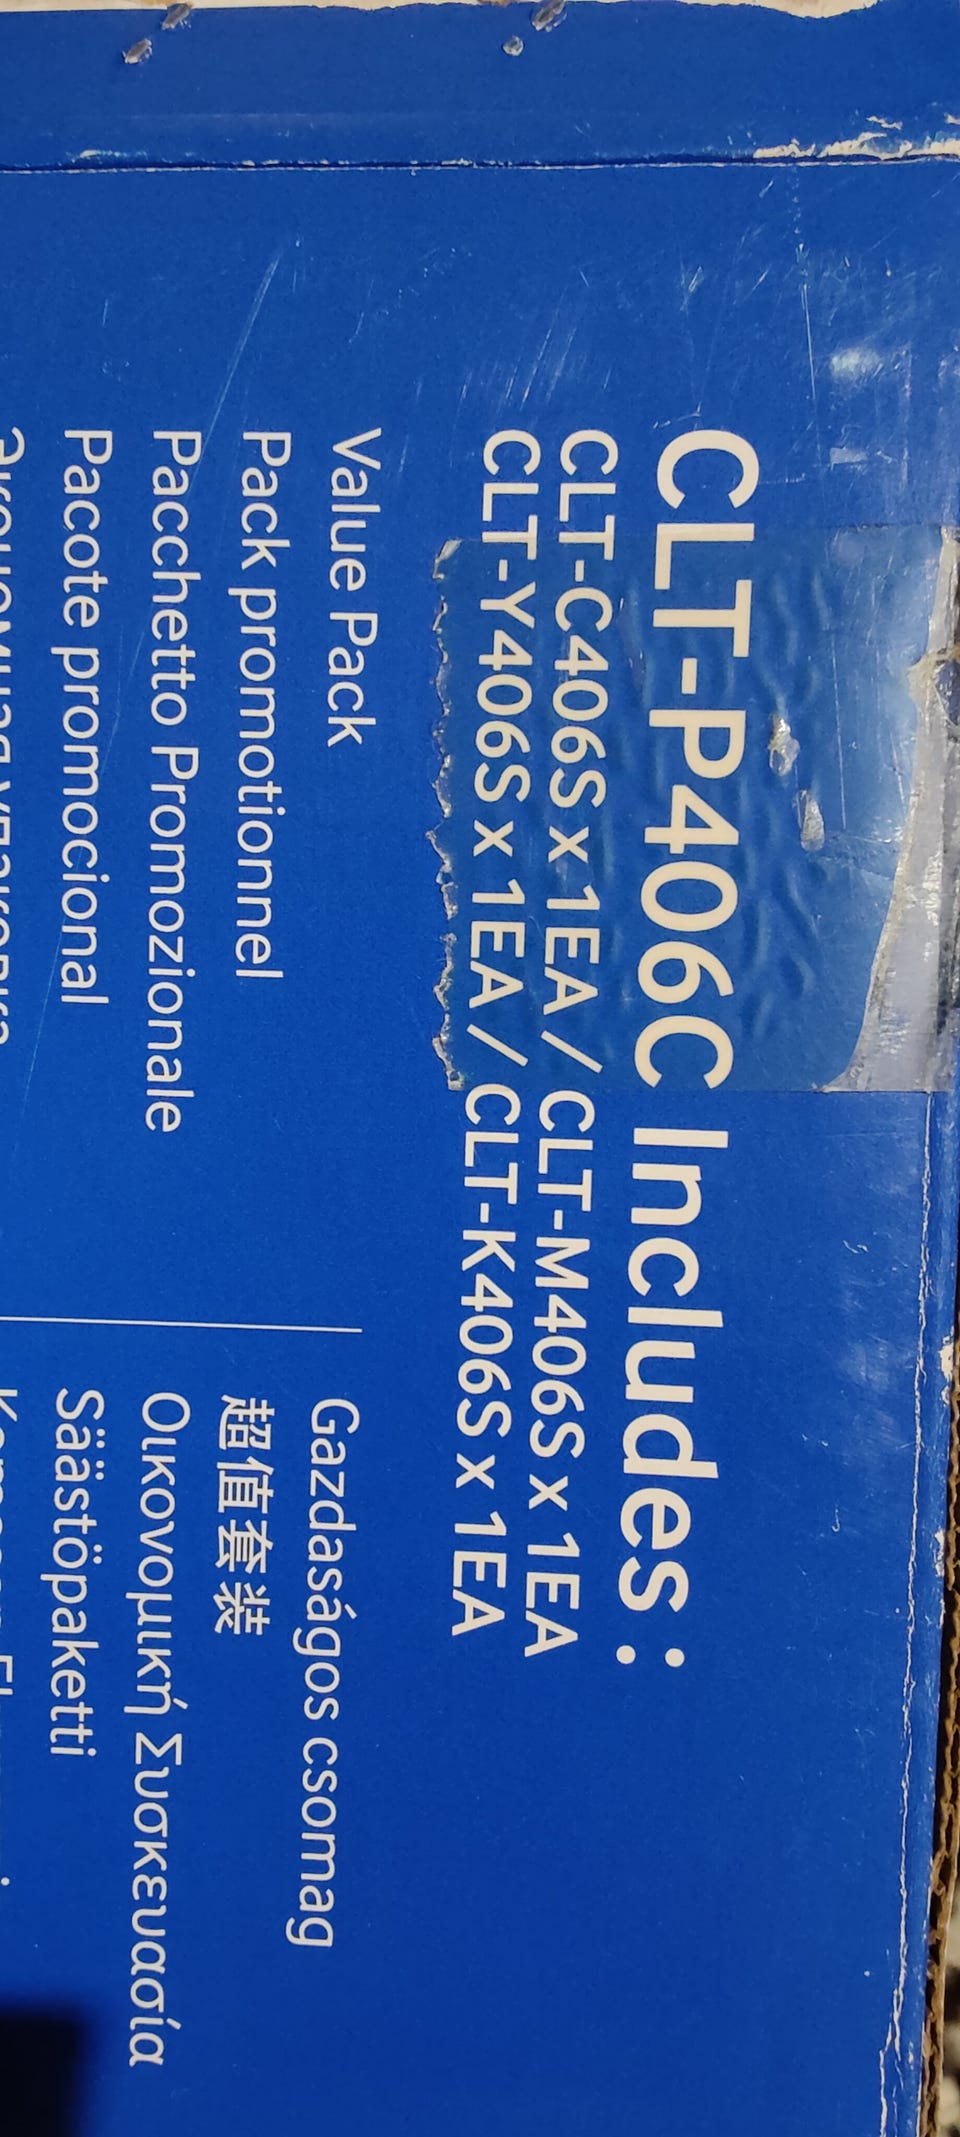 CLT-P406C Includes :
CLT-C406S x 1EA / CLT-M406S x 1EA
CLT-Y406S x 1EA / CLT-K406S x 1EA
Value Pack
Pack promotionnel
Pacchetto Promozionale
Pacote promocional
Gazdaságos csomag
超值套装
Οικονομική Συσκευασία
Säästöpaketti